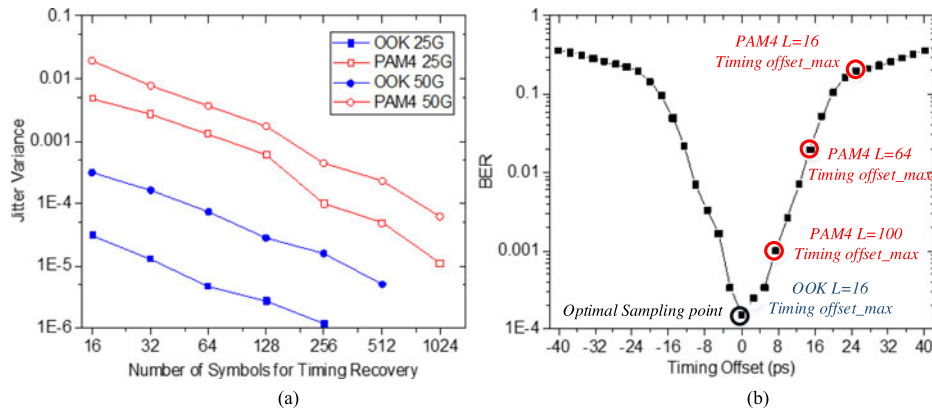 (a)
0.1
0.01
0.001
1E-4
1E-5
1E-6
Jitter Variance
OOK 25G
PAM4 25G
OOK 50G
PAM4 50G
16 32 64 128 256 512 1024
Number of Symbols for Timing Recovery
(a)
(b)
1
0.1
0.01
0.001
1E-4
BER
PAM4 L=16
Timing offset_max
PAM4 L=64
Timing offset_max
PAM4 L=100
Timing offset_max
OOK L=16
Timing offset_max
Optimal Sampling point
-40 -32 -24 -16 -8 0 8 16 24 32 40
Timing Offset (ps)
(b)